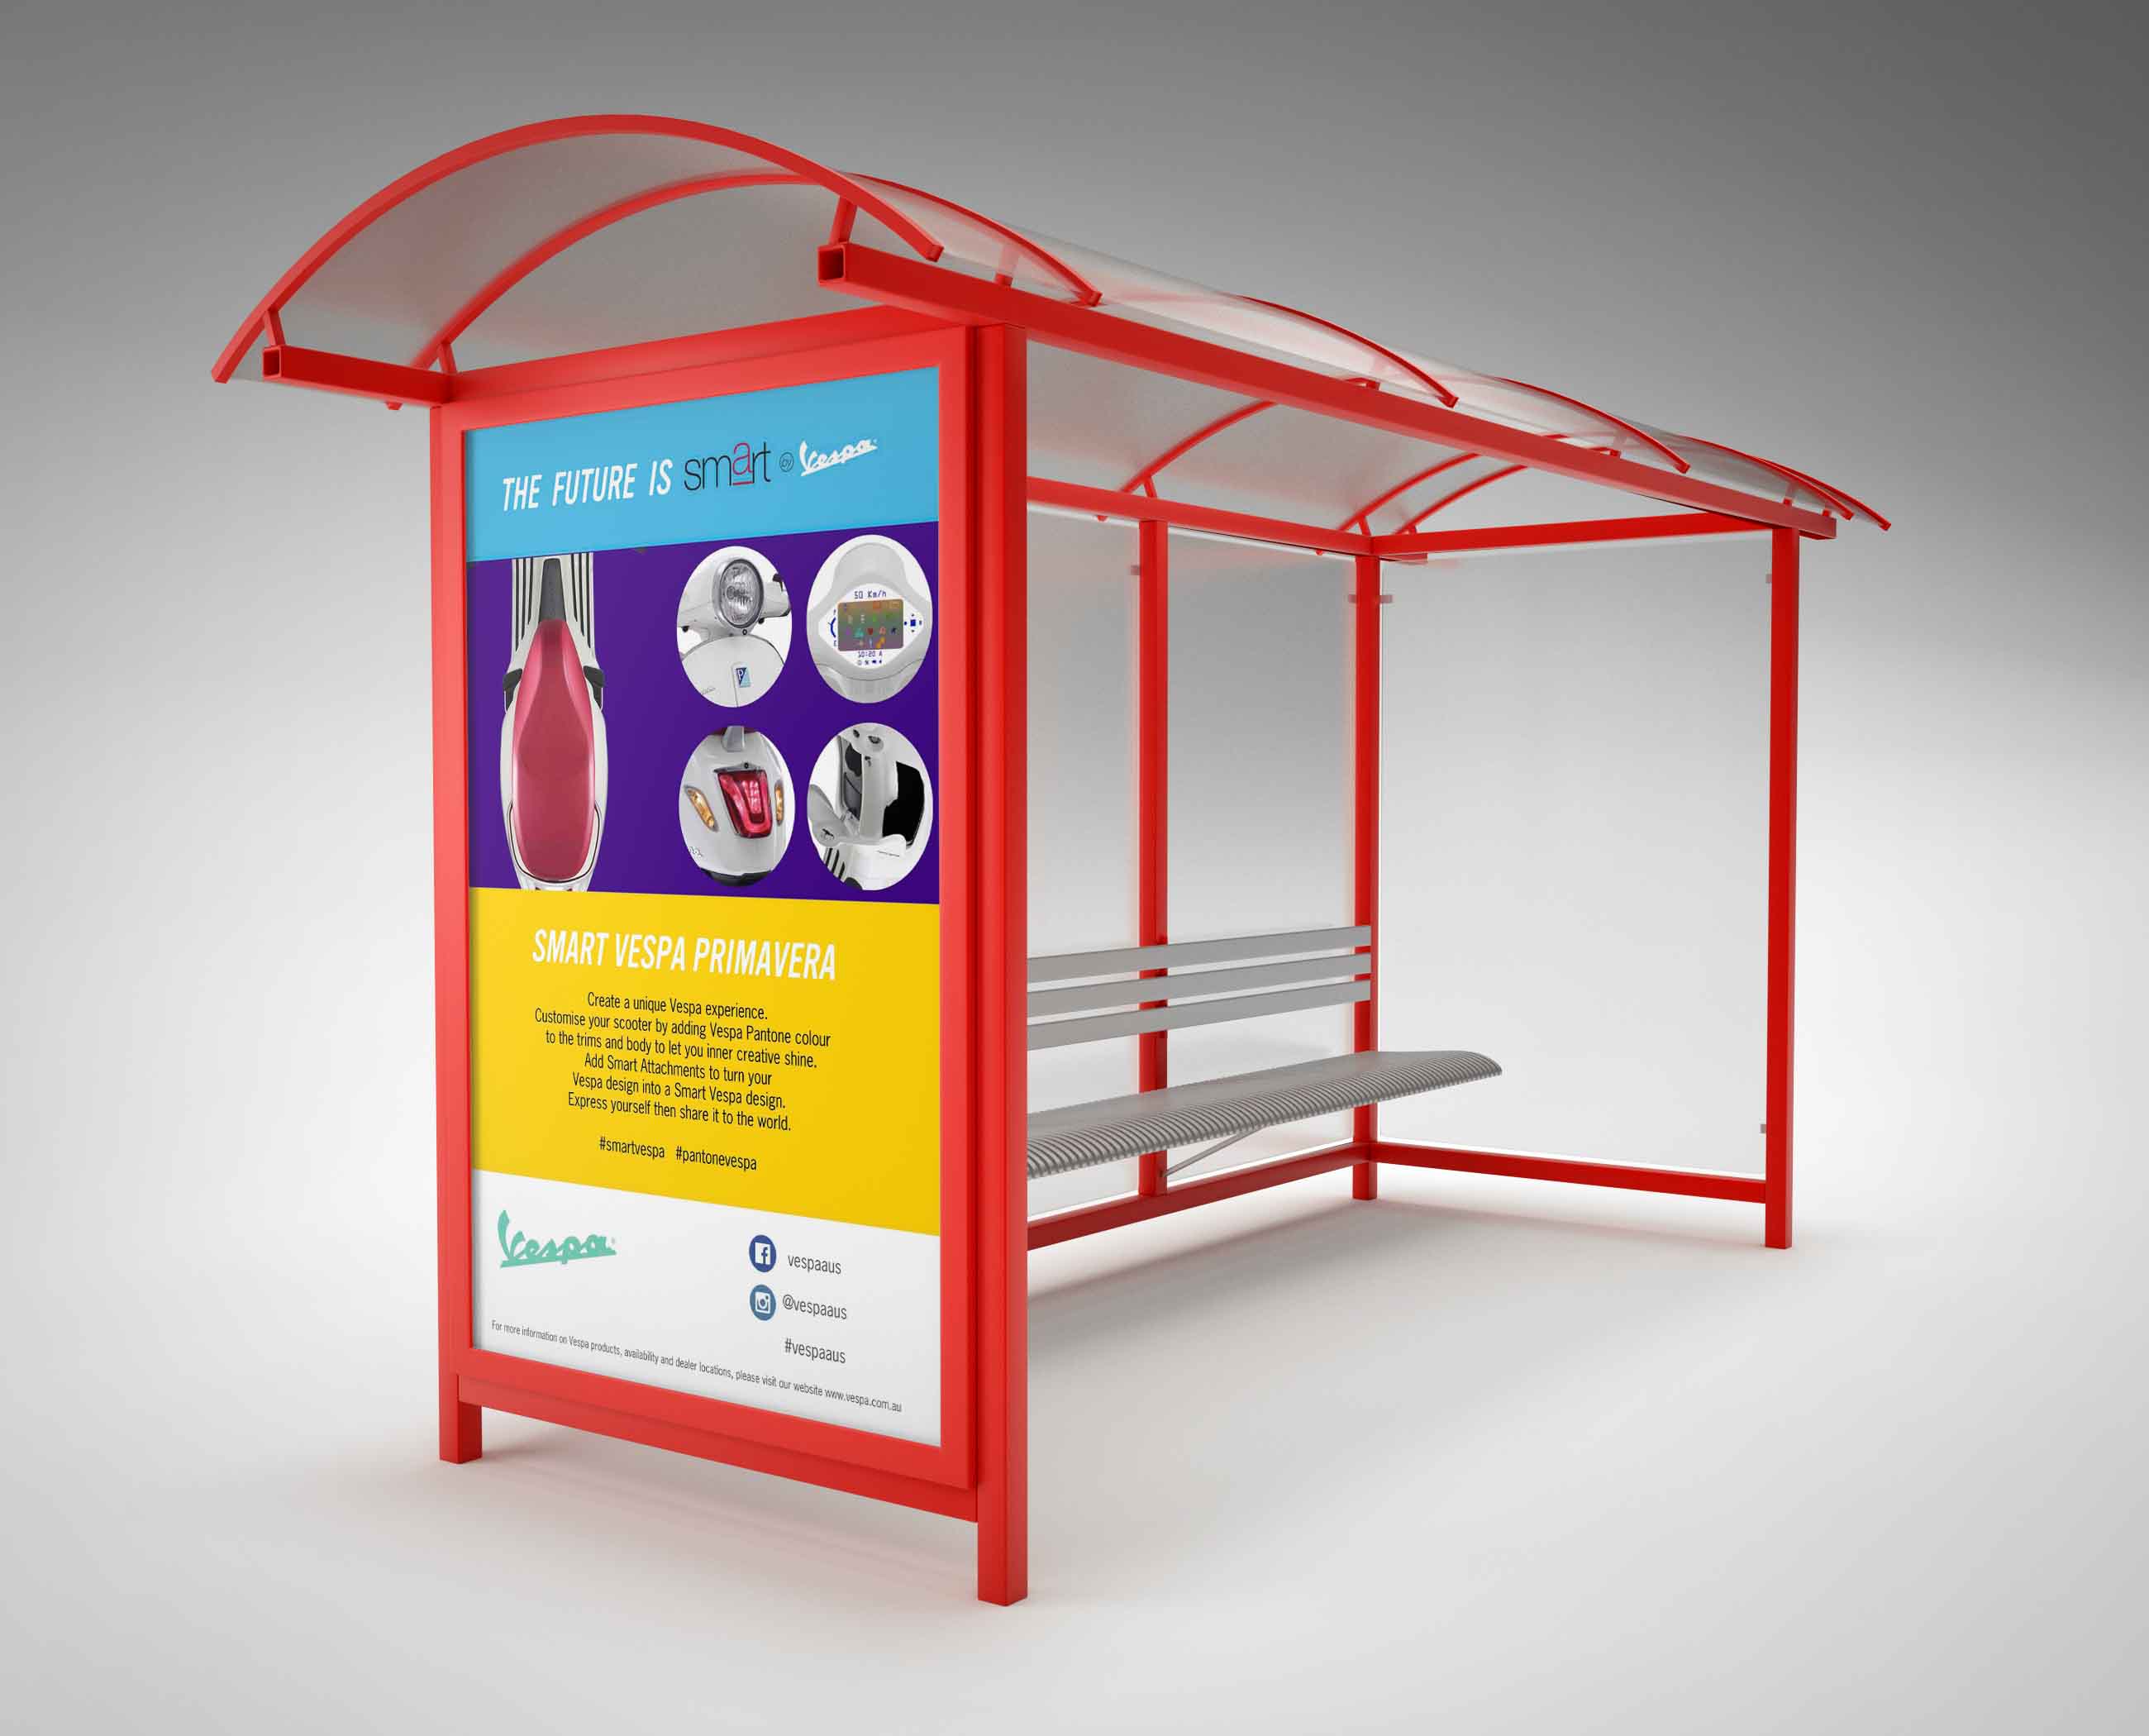 THE FUTURE IS smart by Vespa
50 Km/h
10:20 A
SMART VESPA PRIMAVERA
Create a unique Vespa experience.
Customise your scooter by adding Vespa Pantone colour
to the trims and body to let you inner creative shine.
Add Smart Attachments to turn your
Vespa design into a Smart Vespa design.
Express yourself then share it to the world.
#smartvespa #pantonevespa
Vespa
vespaaus
@vespaaus
#vespaaus
For more information on Vespa products, availability and dealer locations, please visit our website www.vespa.com.au